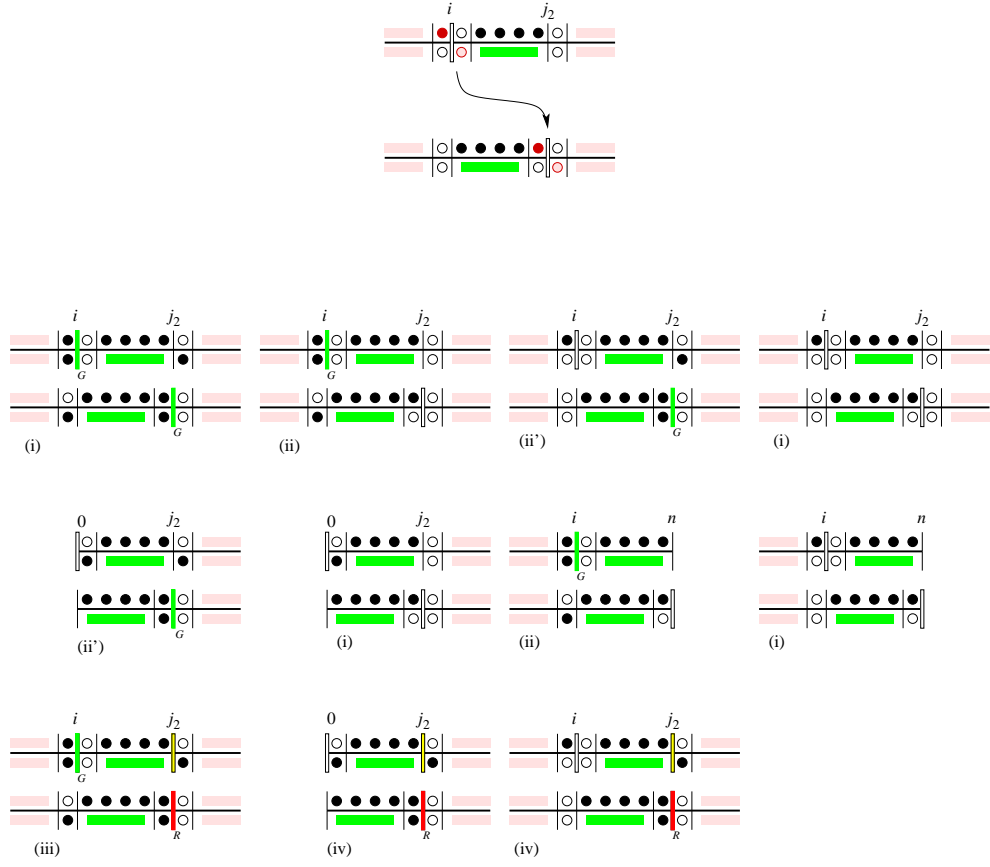 i j2
i j2 i j2 i j2 i j2
G G
G G
(i) (ii) (ii') (i)
0 j2 0 j2 i n i n
G
G
(ii') (i) (ii) (i)
i j2 0 j2 i j2
G
R R R
(iii) (iv) (iv)